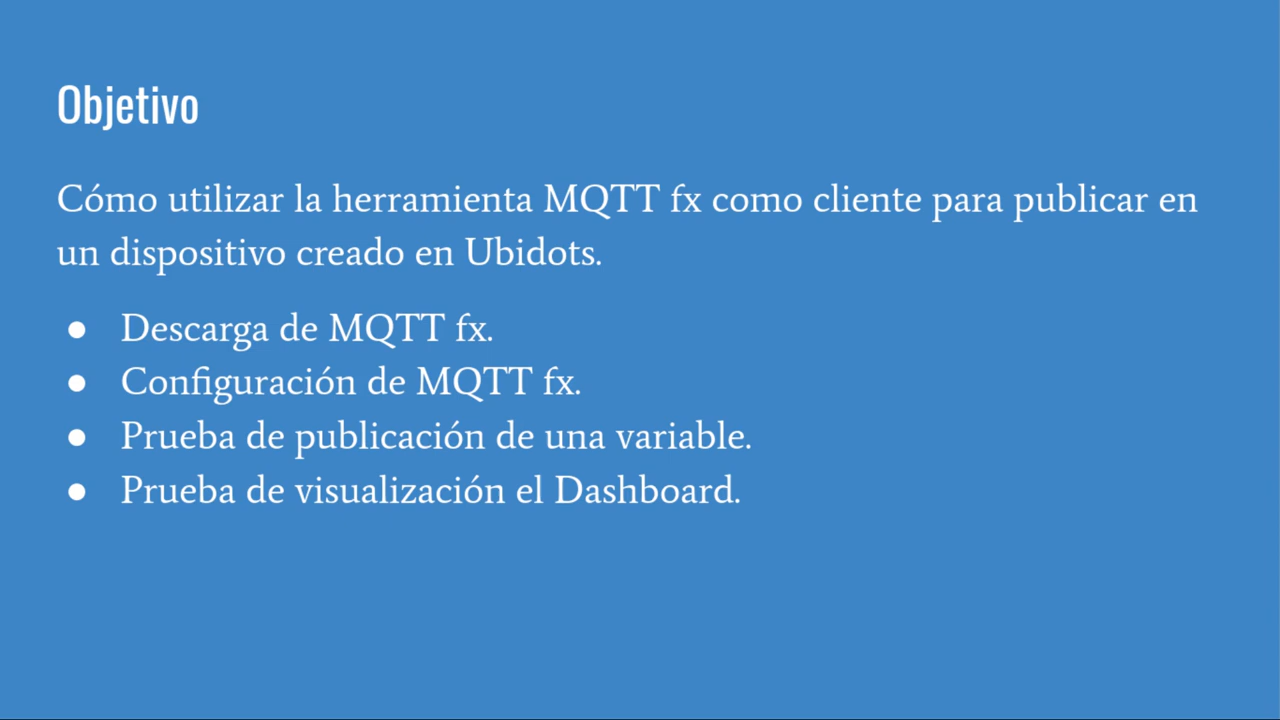 Objetivo
Cómo utilizar la herramienta MQTT fx como cliente para publicar en
un dispositivo creado en Ubidots.
● Descarga de MQTT fx.
● Configuración de MQTT fx.
● Prueba de publicación de una variable.
● Prueba de visualización el Dashboard.